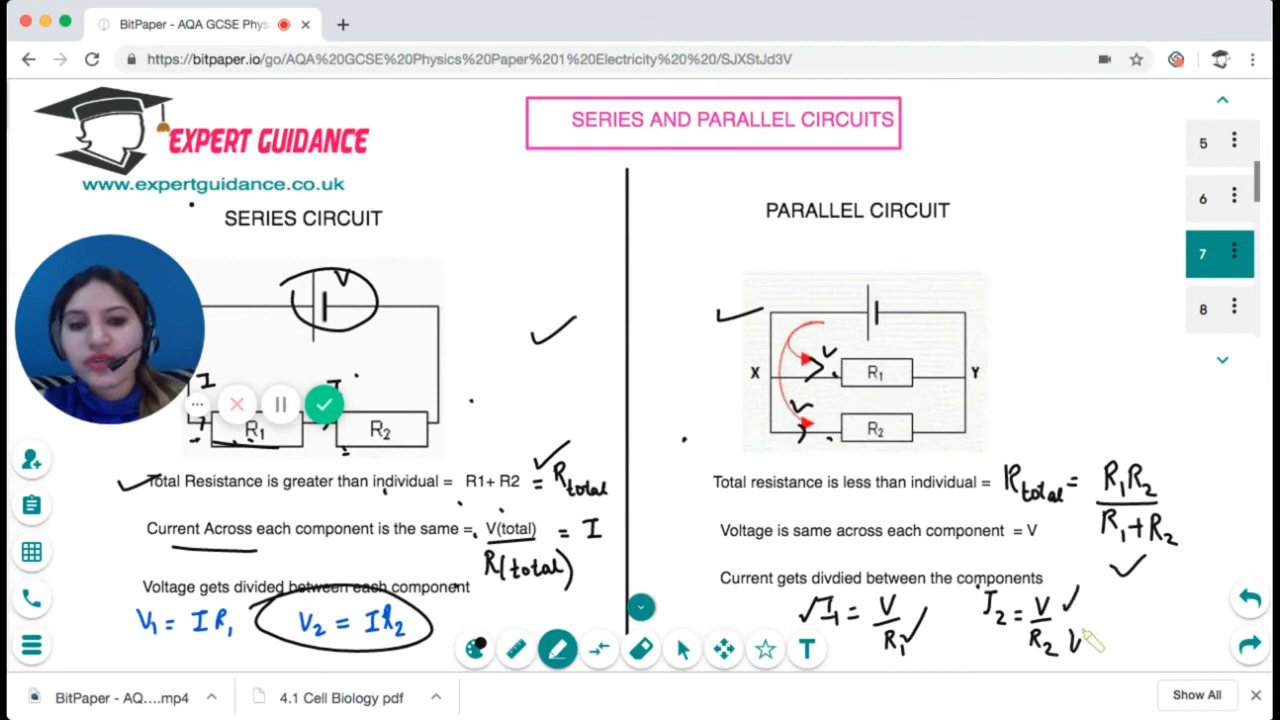 BitPaper - AQA GCSE Phys
https://bitpaper.io/go/AQA%20GCSE%20Physics%20Paper%201%20Electricity%20%20/SJXStJd3V
EXPERT GUIDANCE
www.expertguidance.co.uk
SERIES AND PARALLEL CIRCUITS
5
6
7
8
SERIES CIRCUIT
V
I
I
R1
R2
Total Resistance is greater than individual = R1+ R2 = Rtotal
Current Across each component is the same = V(total) / R(total) = I
Voltage gets divided between each component
V1 = IR1
V2 = IR2
PARALLEL CIRCUIT
X
R1
Y
R2
Total resistance is less than individual = Rtotal = R1R2 / R1+R2
Voltage is same across each component = V
Current gets divdied between the components
I1 = V / R1
I2 = V / R2
T
BitPaper - AQ....mp4
4.1 Cell Biology pdf
Show All